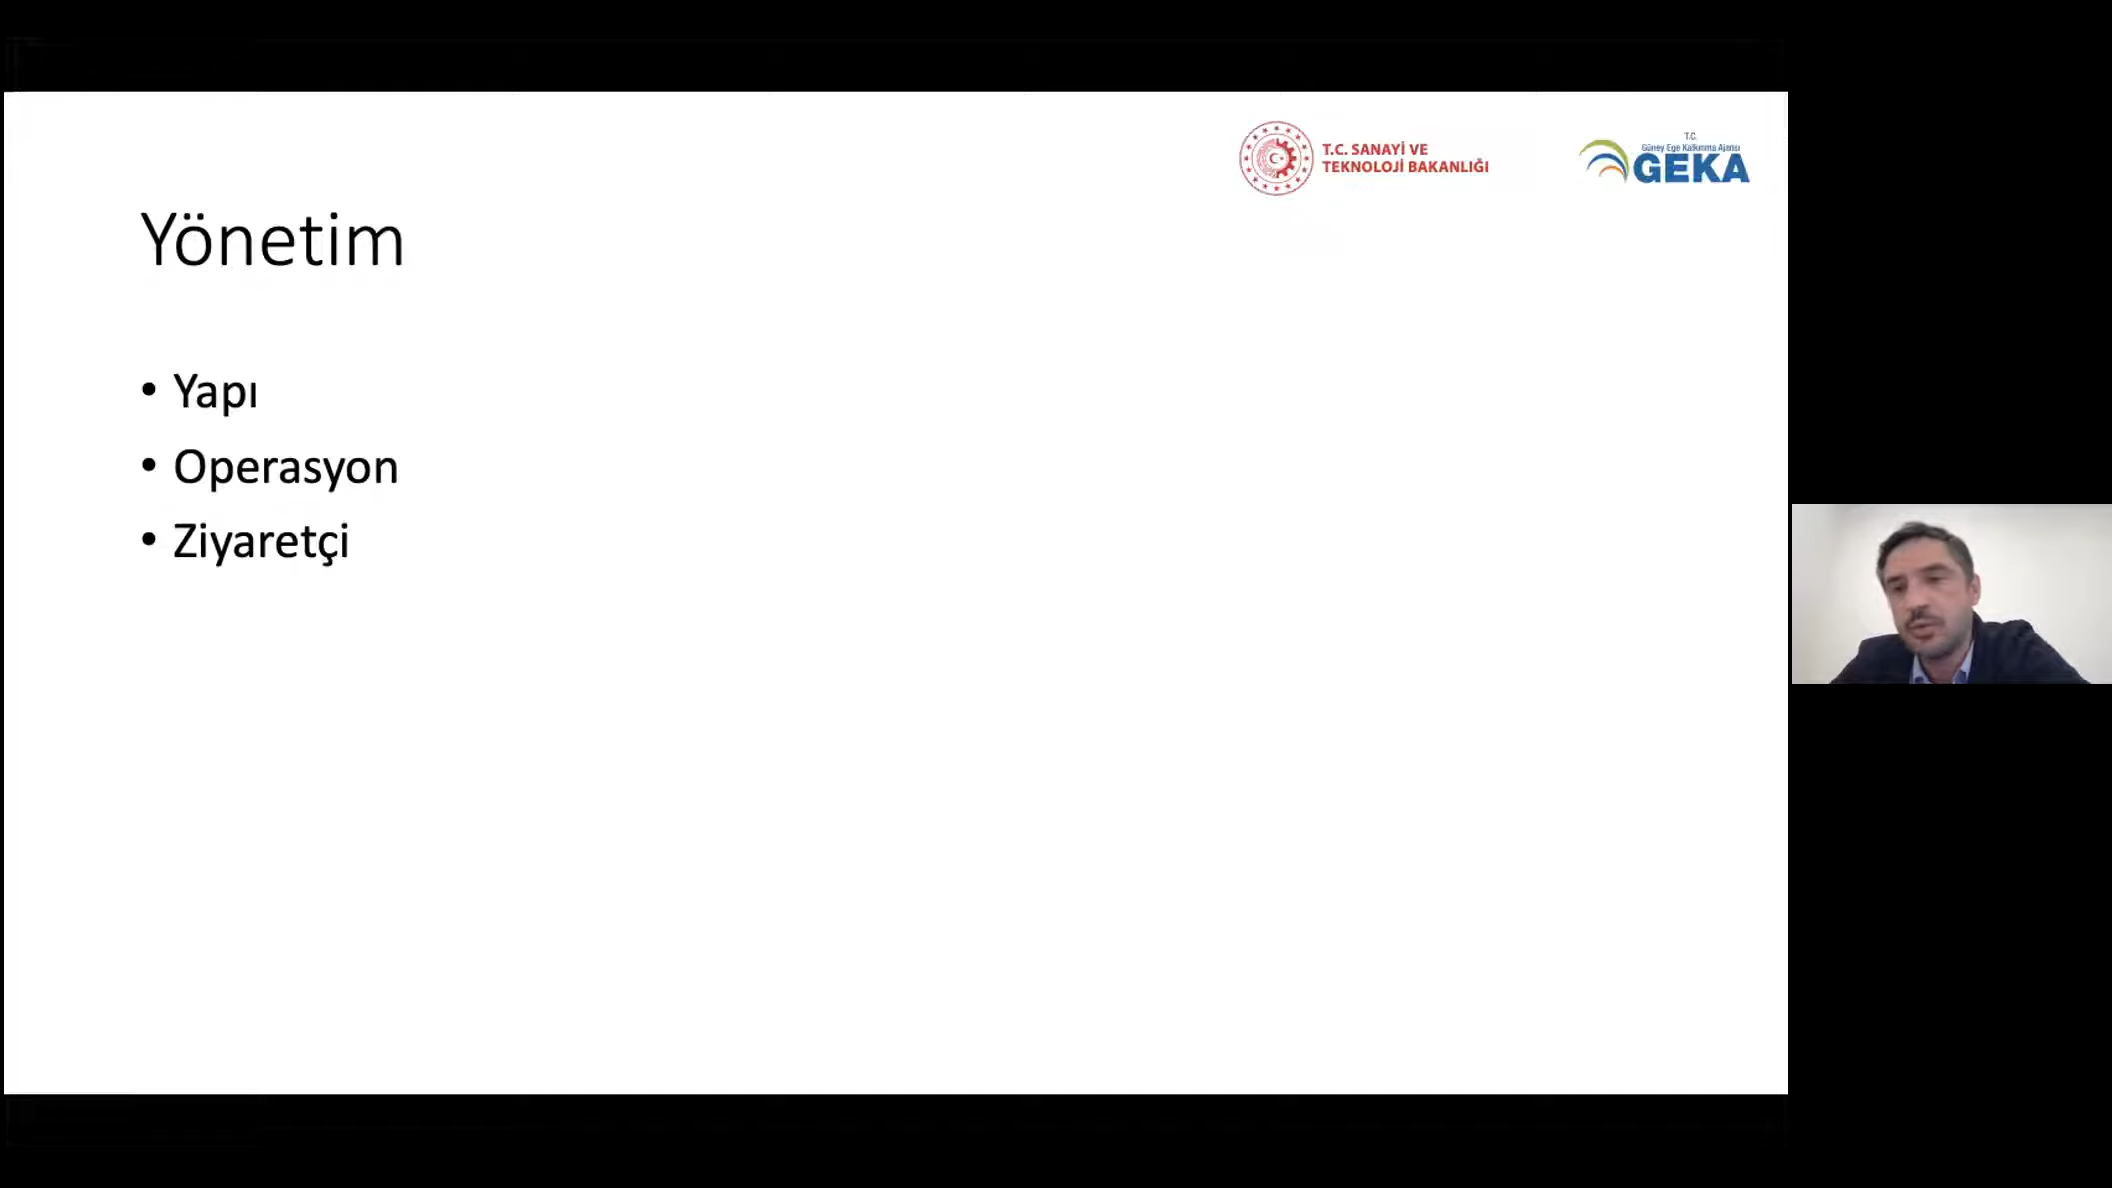 T.C. SANAYİ VE
TEKNOLOJİ BAKANLIĞI
T.C.
Güney Ege Kalkınma Ajansı
GEKA
Yönetim
• Yapı
• Operasyon
• Ziyaretçi